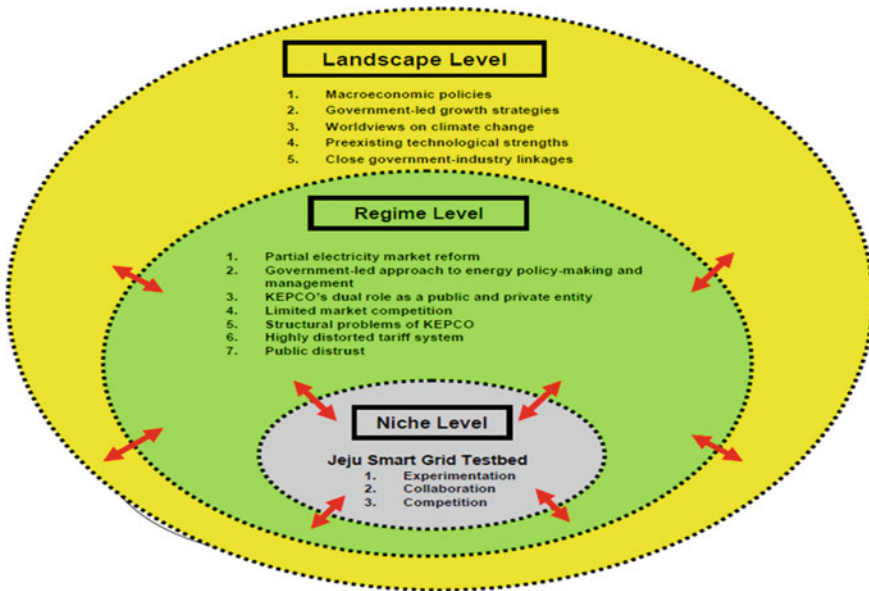 Landscape Level
1. Macroeconomic policies
2. Government-led growth strategies
3. Worldviews on climate change
4. Preexisting technological strengths
5. Close government-industry linkages
Regime Level
1. Partial electricity market reform
2. Government-led approach to energy policy-making and
management
3. KEPCO's dual role as a public and private entity
4. Limited market competition
5. Structural problems of KEPCO
6. Highly distorted tariff system
7. Public distrust
Niche Level
Jeju Smart Grid Testbed
1. Experimentation
2. Collaboration
3. Competition